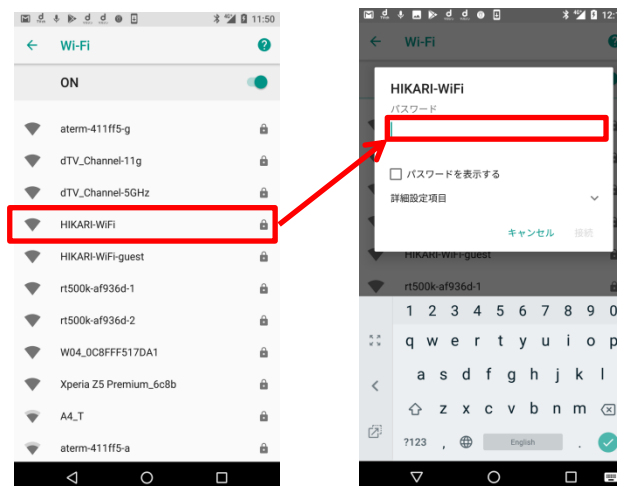 11:50
Wi-Fi
ON
aterm-411ff5-g
dTV_Channel-11g
dTV_Channel-5GHz
HIKARI-WiFi
HIKARI-WiFi-guest
rt500k-af936d-1
rt500k-af936d-2
W04_0C8FFF517DA1
Xperia Z5 Premium_6c8b
A4_T
aterm-411ff5-a
Wi-Fi
HIKARI-WiFi
パスワード
パスワードを表示する
詳細設定項目
キャンセル 接続
HIKARI-WiFi-guest
rt500k-af936d-1
1 2 3 4 5 6 7 8 9 0
q w e r t y u i o p
a s d f g h j k l
z x c v b n m
?123 , English .